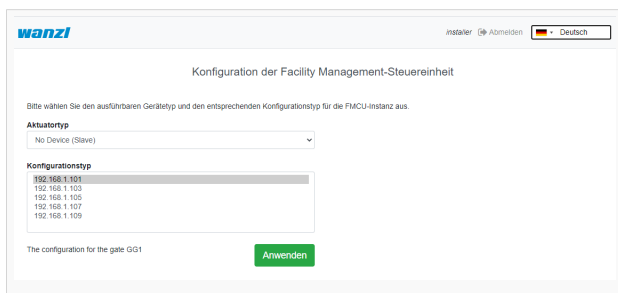 wanzl
installer Abmelden Deutsch
Konfiguration der Facility Management-Steuereinheit
Bitte wählen Sie den ausführbaren Gerätetyp und den entsprechenden Konfigurationstyp für die FMCU-Instanz aus.
Aktuatortyp
No Device (Slave)
Konfigurationstyp
192.168.1.101
192.168.1.103
192.168.1.105
192.168.1.107
192.168.1.109
The configuration for the gate GG1
Anwenden